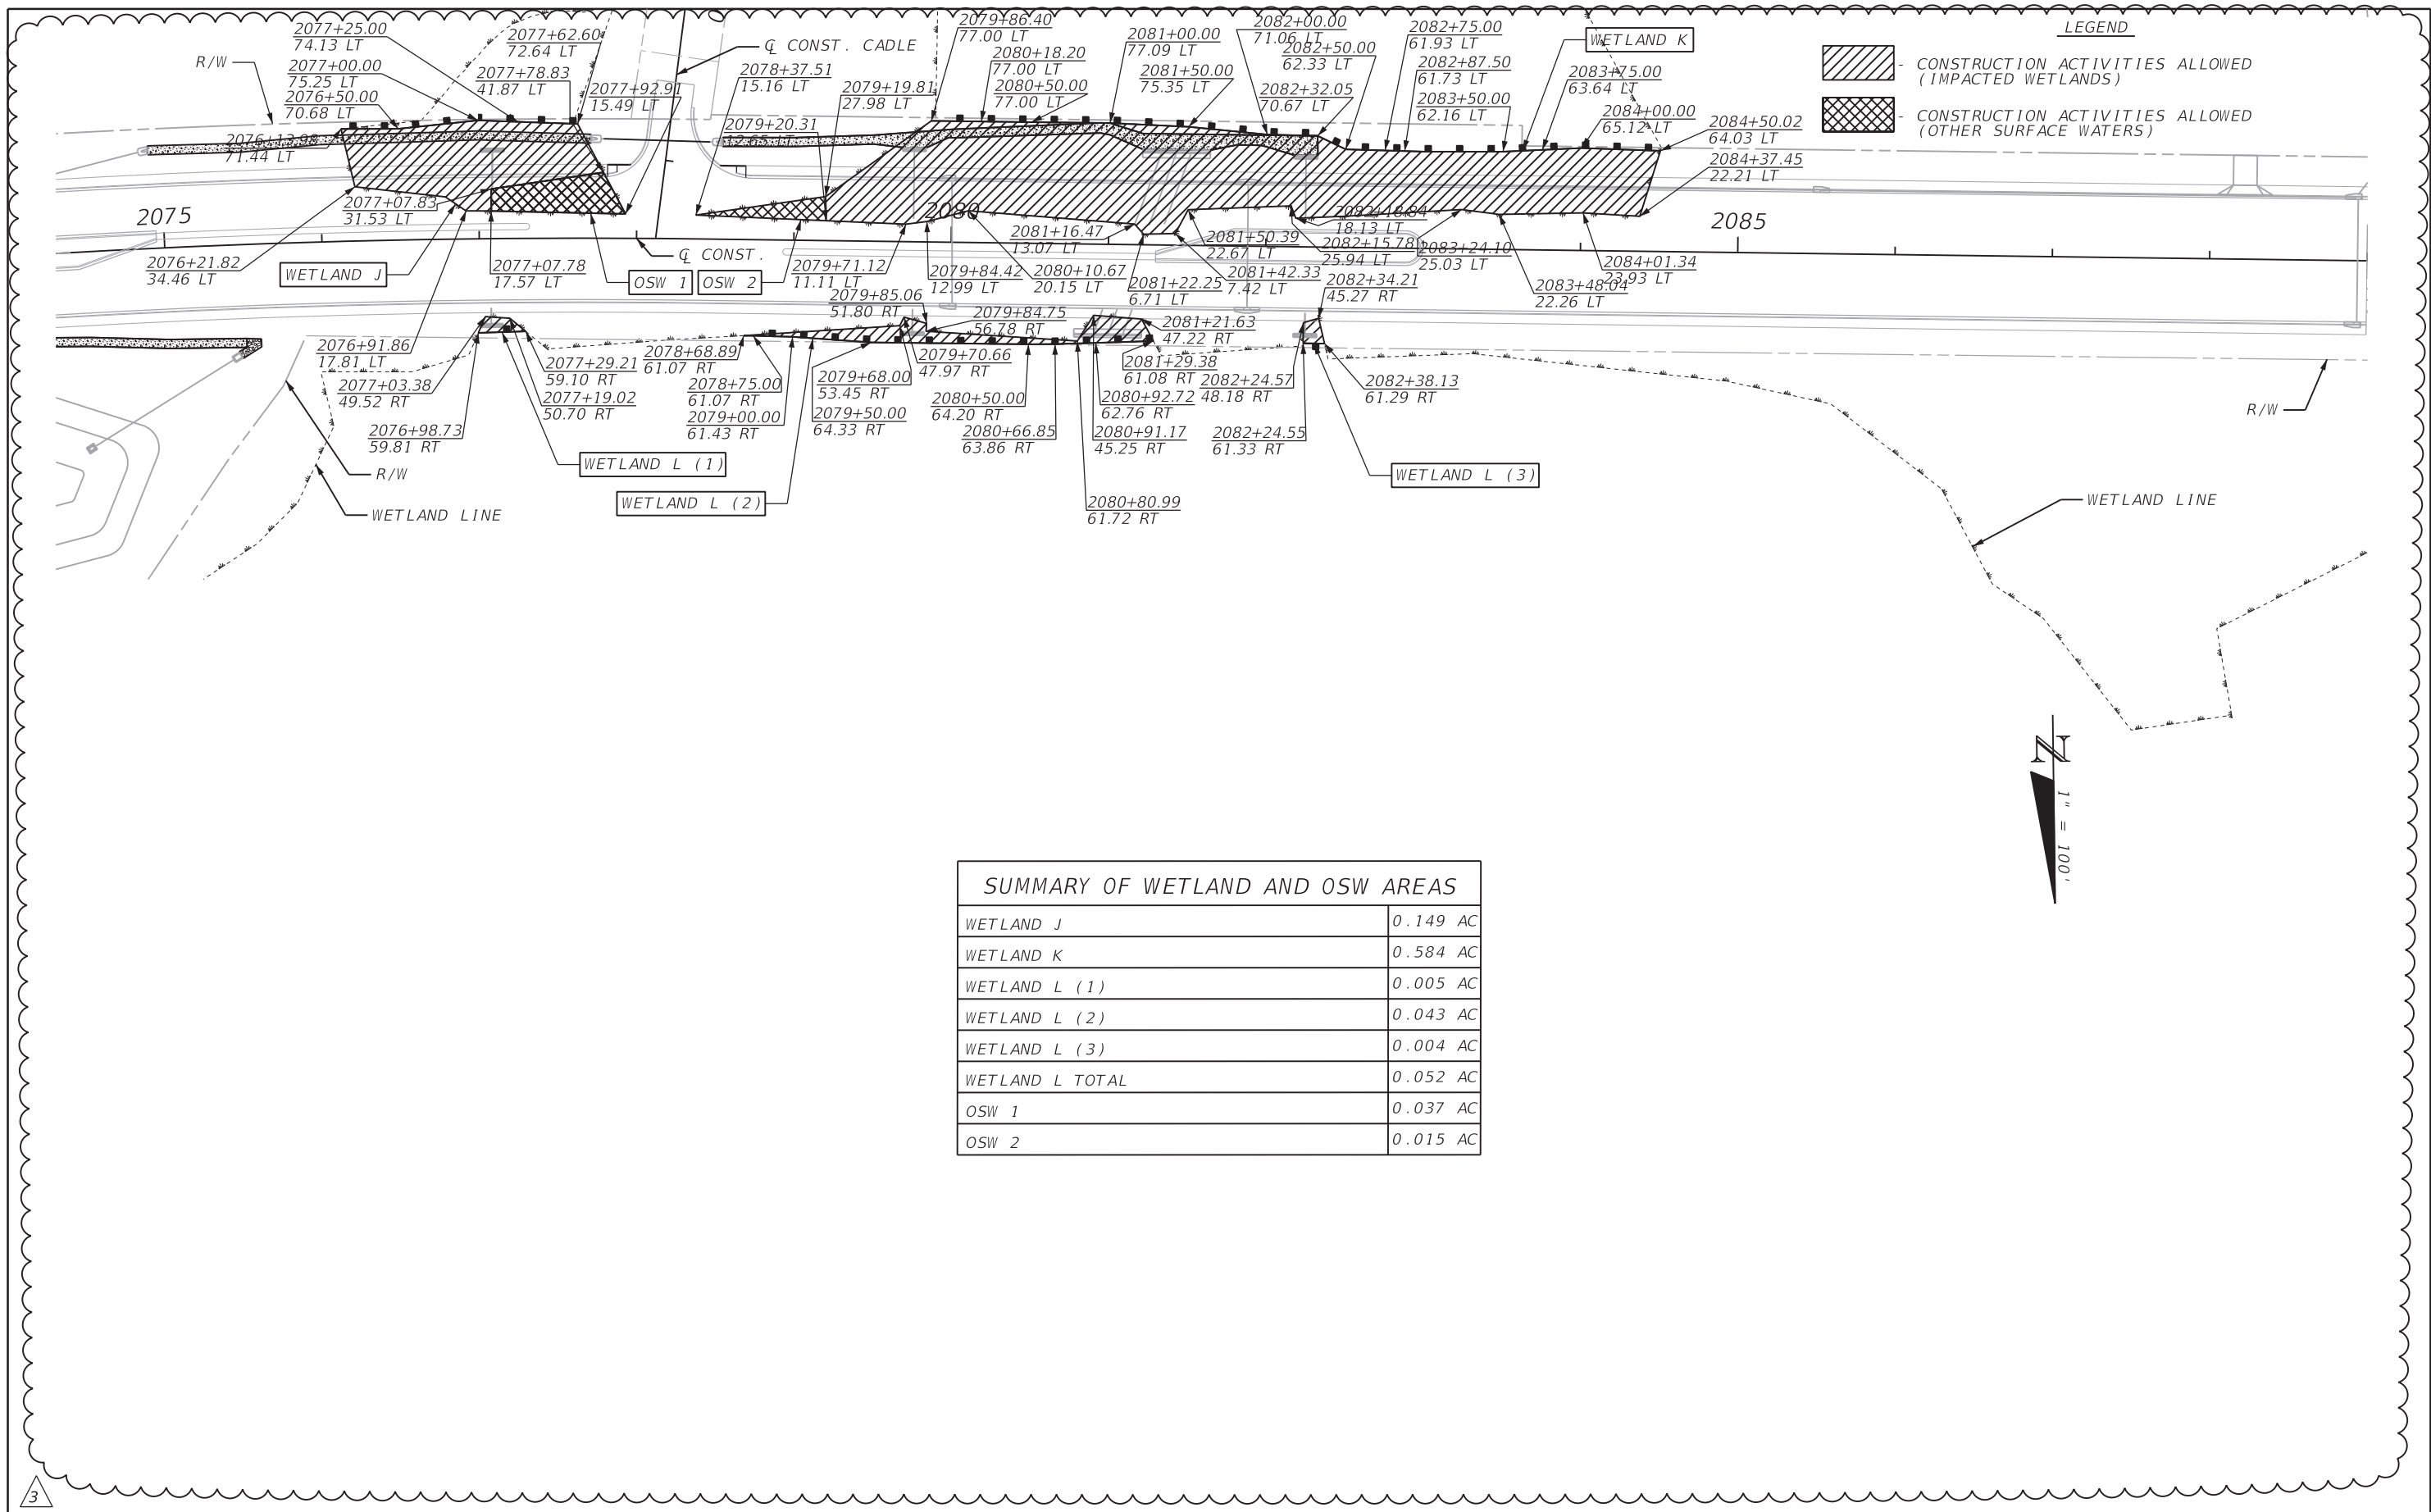 LEGEND
- CONSTRUCTION ACTIVITIES ALLOWED
(IMPACTED WETLANDS)
- CONSTRUCTION ACTIVITIES ALLOWED
(OTHER SURFACE WATERS)
2077+25.00
74.13 LT
R/W
2077+00.00
75.25 LT
2076+50.00
70.68 LT
2076+13.98
71.44 LT
2077+62.60
72.64 LT
2077+78.83
41.87 LT
2077+92.91
15.49 LT
℄ CONST. CADLE
2078+37.51
15.16 LT
2079+19.81
27.98 LT
2079+20.31
2079+86.40
77.00 LT
2080+18.20
77.00 LT
2080+50.00
77.00 LT
2081+00.00
77.09 LT
2081+50.00
75.35 LT
2082+00.00
71.06 LT
2082+50.00
62.33 LT
2082+32.05
70.67 LT
2082+75.00
61.93 LT
2082+87.50
61.73 LT
2083+50.00
62.16 LT
WETLAND K
2083+75.00
63.64 LT
2084+00.00
65.12 LT
2084+50.02
64.03 LT
2084+37.45
22.21 LT
2075
2080
2085
2077+07.83
31.53 LT
2076+21.82
34.46 LT
WETLAND J
2077+07.78
17.57 LT
℄ CONST.
OSW 1
OSW 2
2079+71.12
11.11 LT
2079+84.42
12.99 LT
2080+10.67
20.15 LT
2081+16.47
13.07 LT
2081+22.25
6.71 LT
2081+50.39
22.67 LT
2081+42.33
7.42 LT
2082+18.84
18.13 LT
2082+15.78
25.94 LT
2083+24.10
25.03 LT
2083+48.04
22.26 LT
2084+01.34
23.93 LT
2082+34.21
45.27 RT
2079+85.06
51.80 RT
2079+84.75
56.78 RT
2081+21.63
47.22 RT
2076+91.86
17.81 LT
2077+03.38
49.52 RT
2076+98.73
59.81 RT
2077+29.21
59.10 RT
2077+19.02
50.70 RT
2078+68.89
61.07 RT
2078+75.00
61.07 RT
2079+00.00
61.43 RT
2079+68.00
53.45 RT
2079+50.00
64.33 RT
2079+70.66
47.97 RT
2080+50.00
64.20 RT
2080+66.85
63.86 RT
2081+29.38
61.08 RT
2080+92.72
62.76 RT
2080+91.17
45.25 RT
2080+80.99
61.72 RT
2082+24.57
48.18 RT
2082+24.55
61.33 RT
2082+38.13
61.29 RT
R/W
R/W
WETLAND LINE
WETLAND L (1)
WETLAND L (2)
WETLAND L (3)
WETLAND LINE
N
1" = 100'
SUMMARY OF WETLAND AND OSW AREAS
WETLAND J 0.149 AC
WETLAND K 0.584 AC
WETLAND L (1) 0.005 AC
WETLAND L (2) 0.043 AC
WETLAND L (3) 0.004 AC
WETLAND L TOTAL 0.052 AC
OSW 1 0.037 AC
OSW 2 0.015 AC
3